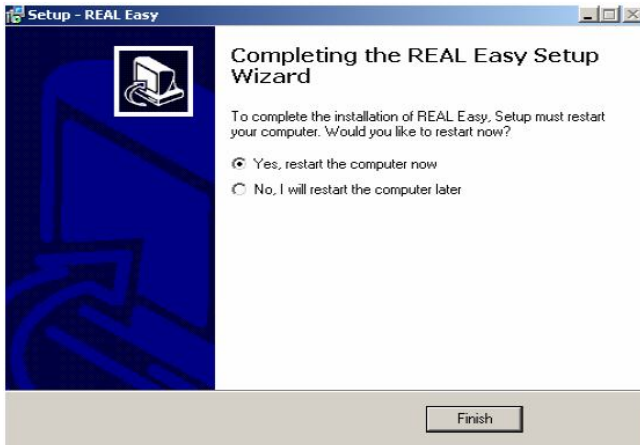 Setup - REAL Easy
Completing the REAL Easy Setup
Wizard
To complete the installation of REAL Easy, Setup must restart
your computer. Would you like to restart now?
Yes, restart the computer now
No, I will restart the computer later
Finish